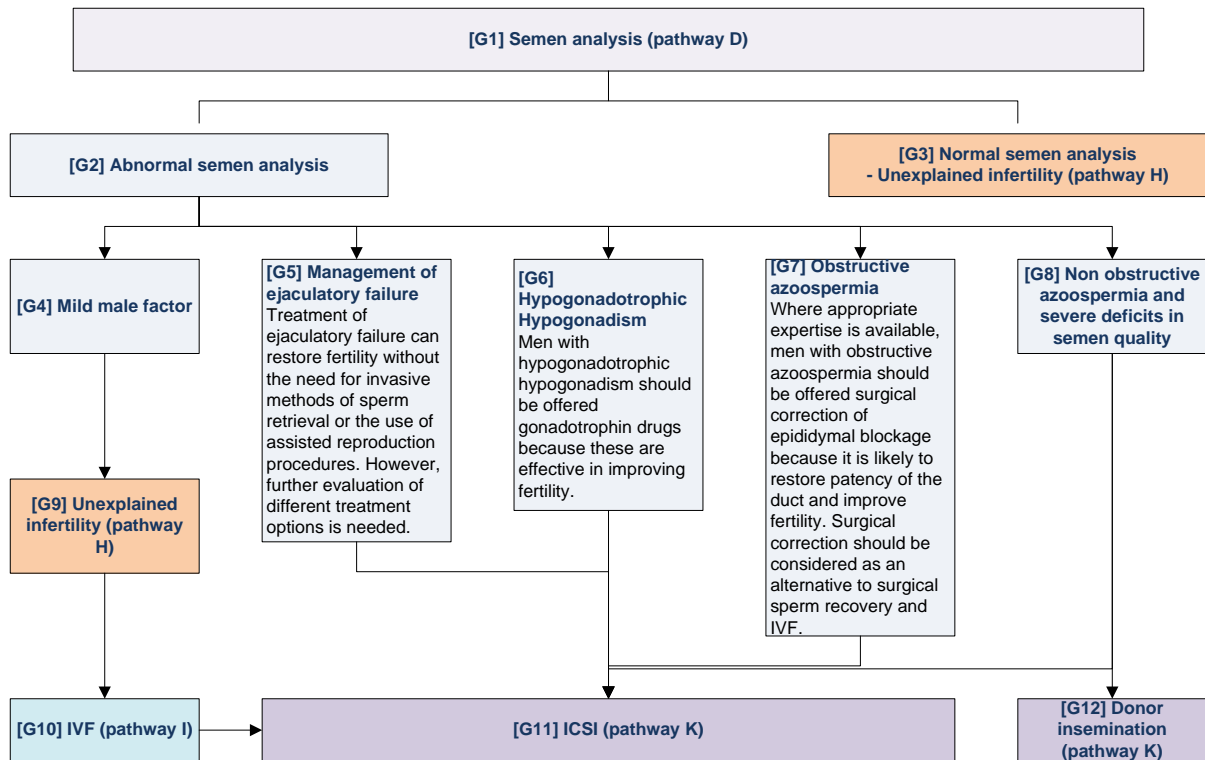 [G1] Semen analysis (pathway D)
[G2] Abnormal semen analysis
[G3] Normal semen analysis
- Unexplained infertility (pathway H)
[G4] Mild male factor
[G5] Management of
ejaculatory failure
Treatment of
ejaculatory failure can
restore fertility without
the need for invasive
methods of sperm
retrieval or the use of
assisted reproduction
procedures. However,
further evaluation of
different treatment
options is needed.
[G6]
Hypogonadotrophic
Hypogonadism
Men with
hypogonadotrophic
hypogonadism should
be offered
gonadotrophin drugs
because these are
effective in improving
fertility.
[G7] Obstructive
azoospermia
Where appropriate
expertise is available,
men with obstructive
azoospermia should
be offered surgical
correction of
epididymal blockage
because it is likely to
restore patency of the
duct and improve
fertility. Surgical
correction should be
considered as an
alternative to surgical
sperm recovery and
IVF.
[G8] Non obstructive
azoospermia and
severe deficits in
semen quality
[G9] Unexplained
infertility (pathway
H)
[G10] IVF (pathway I)
[G11] ICSI (pathway K)
[G12] Donor
insemination
(pathway K)